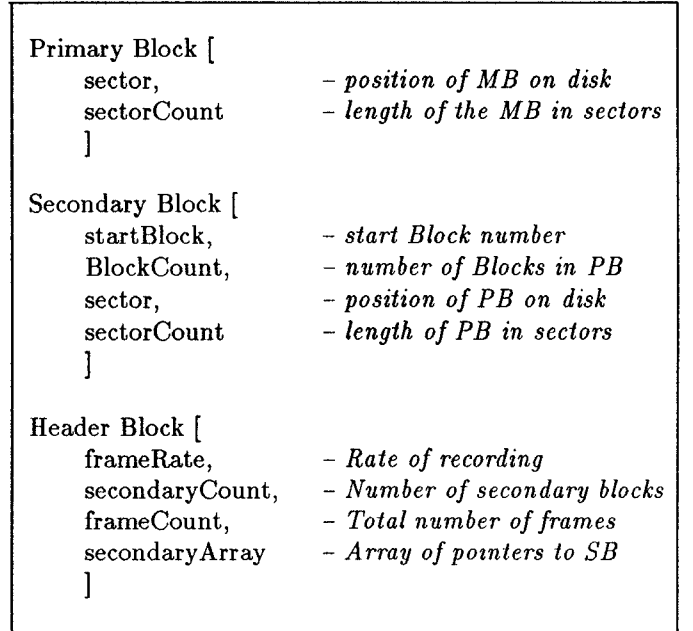 Primary Block [
sector, – position of MB on disk
sectorCount – length of the MB in sectors
]
Secondary Block [
startBlock, – start Block number
BlockCount, – number of Blocks in PB
sector, – position of PB on disk
sectorCount – length of PB in sectors
]
Header Block [
frameRate, – Rate of recording
secondaryCount, – Number of secondary blocks
frameCount, – Total number of frames
secondaryArray – Array of pointers to SB
]